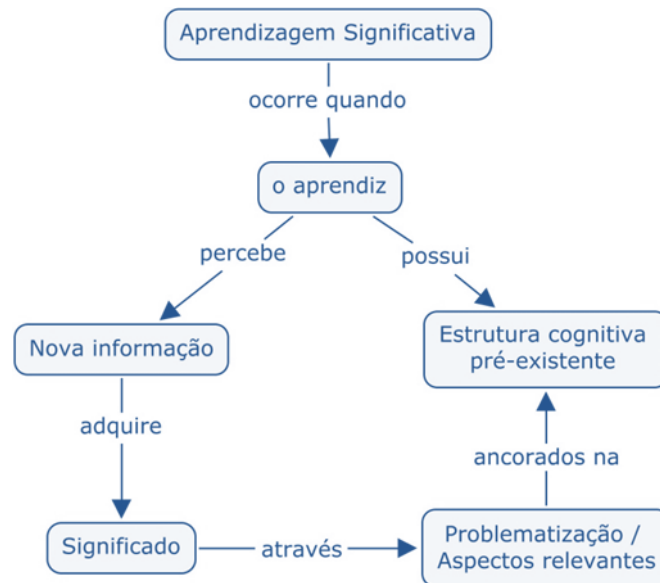 Aprendizagem Significativa
ocorre quando
o aprendiz
percebe
possui
Nova informação
Estrutura cognitiva
pré-existente
adquire
ancorados na
Significado
através
Problematização /
Aspectos relevantes